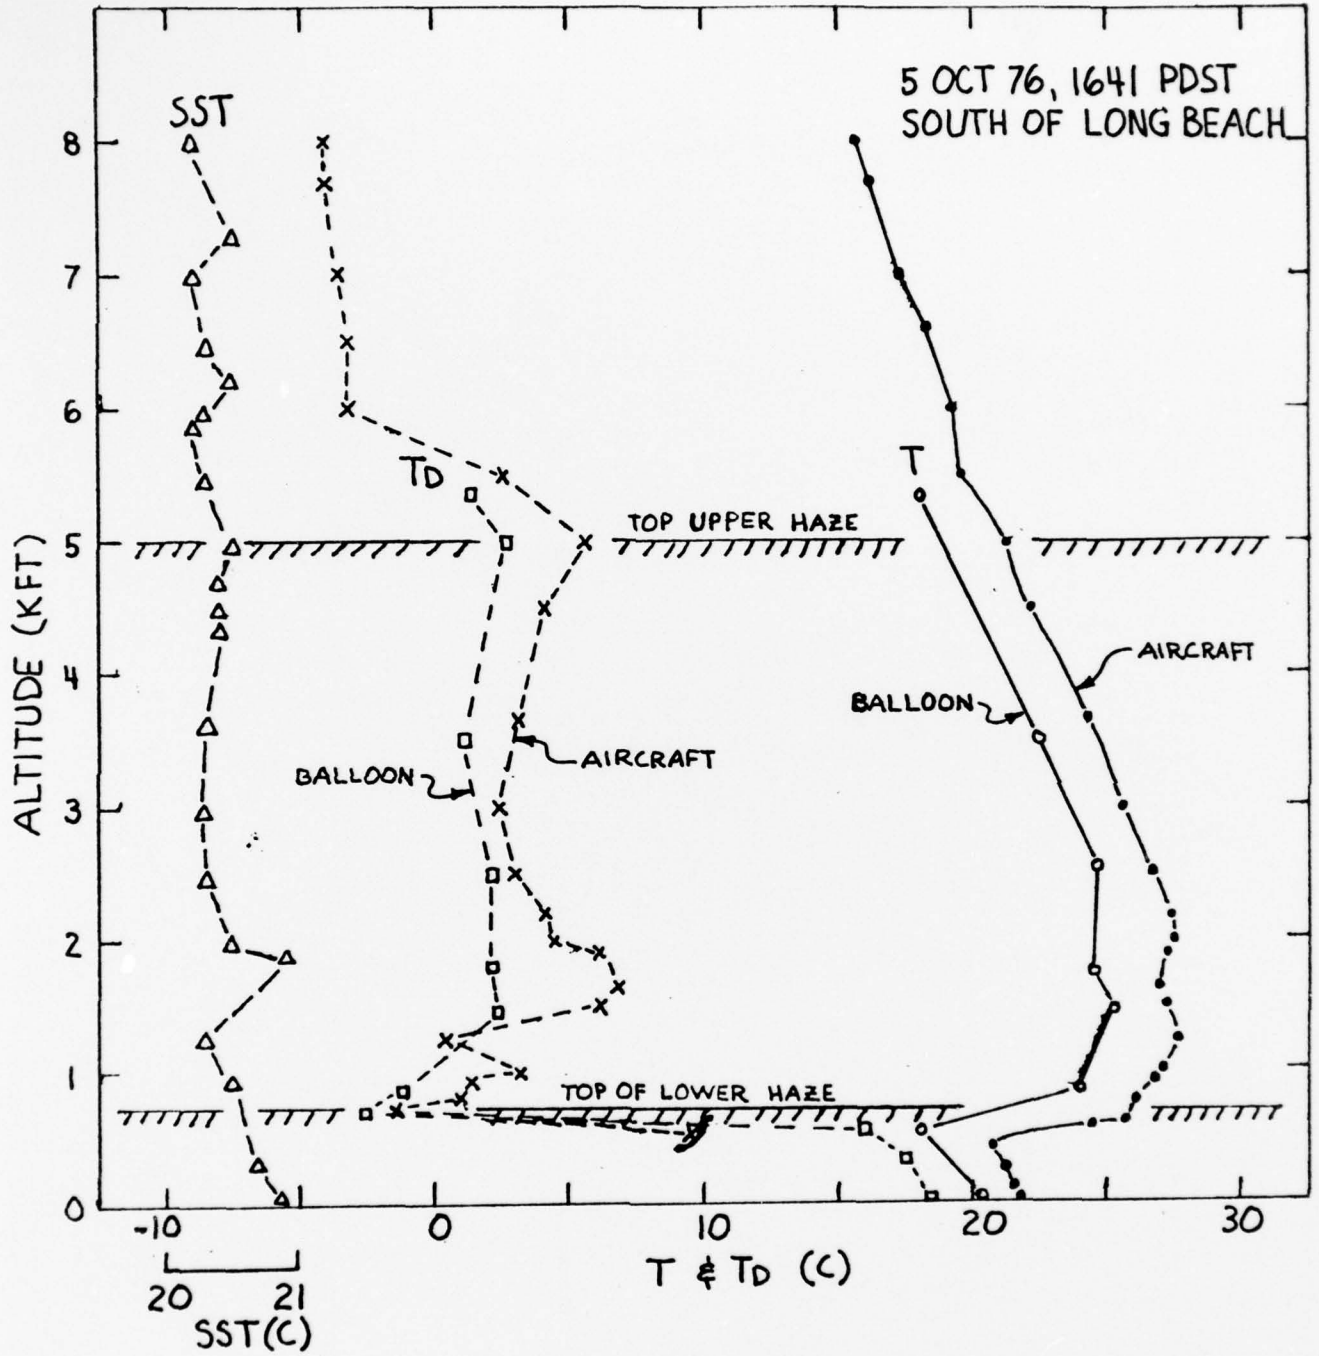 5 OCT 76, 1641 PDST
SOUTH OF LONG BEACH
SST
8
7
6
TD
T
TOP UPPER HAZE
5
AIRCRAFT
4
BALLOON
AIRCRAFT
BALLOON
3
2
1
TOP OF LOWER HAZE
0
ALTITUDE (KFT)
-10 0 10 20 30
T & TD (C)
20 21
SST(C)